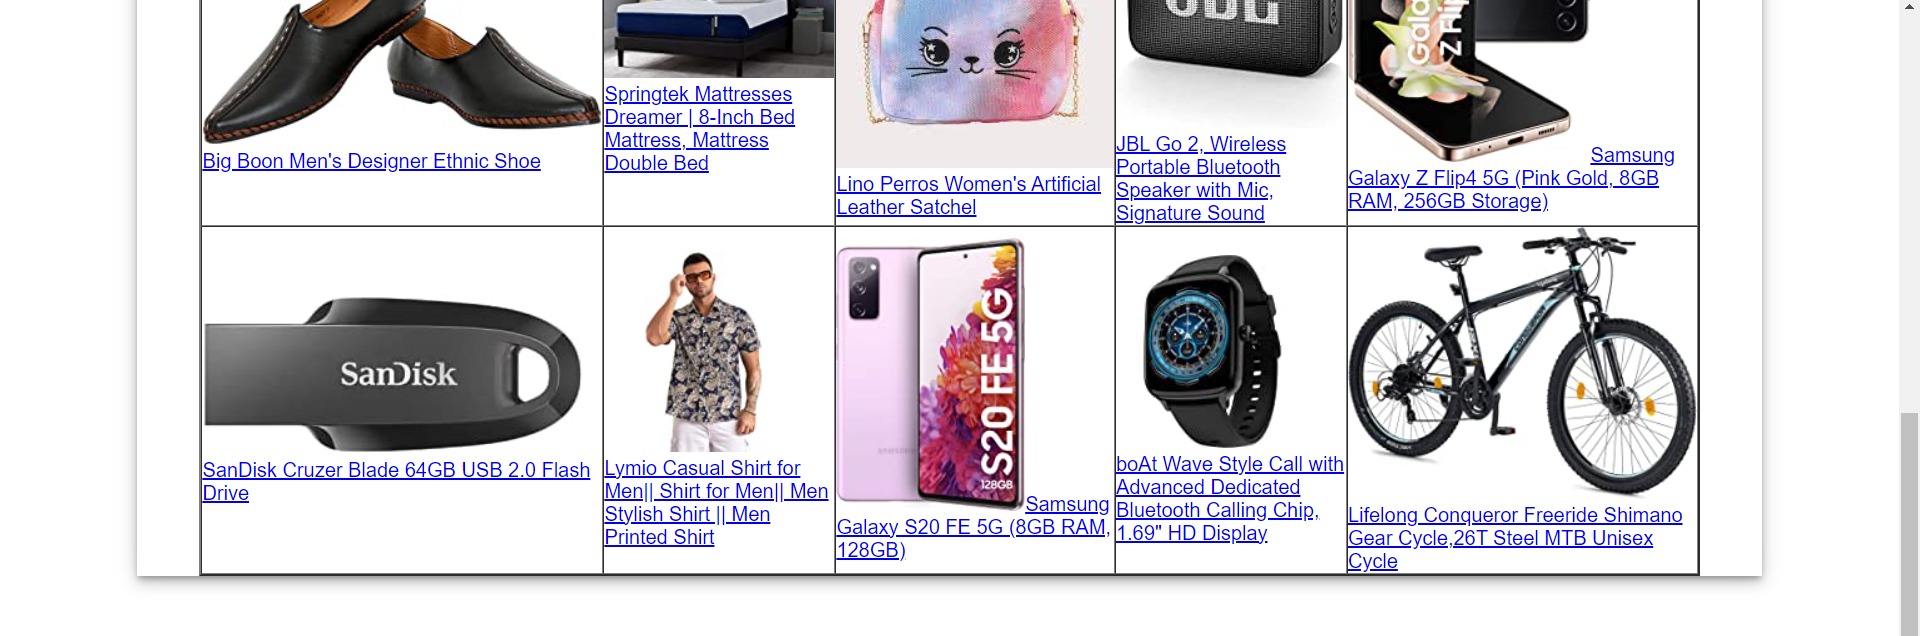 JBL
Galaxy
Z Flip
Big Boon Men's Designer Ethnic Shoe
Springtek Mattresses
Dreamer | 8-Inch Bed
Mattress, Mattress
Double Bed
Lino Perros Women's Artificial
Leather Satchel
JBL Go 2, Wireless
Portable Bluetooth
Speaker with Mic,
Signature Sound
Samsung
Galaxy Z Flip4 5G (Pink Gold, 8GB
RAM, 256GB Storage)
SanDisk
SanDisk Cruzer Blade 64GB USB 2.0 Flash
Drive
Lymio Casual Shirt for
Men|| Shirt for Men|| Men
Stylish Shirt || Men
Printed Shirt
SAMSUNG
S20 FE 5G
128GB
Samsung
Galaxy S20 FE 5G (8GB RAM,
128GB)
boAt Wave Style Call with
Advanced Dedicated
Bluetooth Calling Chip,
1.69" HD Display
Lifelong Conqueror Freeride Shimano
Gear Cycle,26T Steel MTB Unisex
Cycle